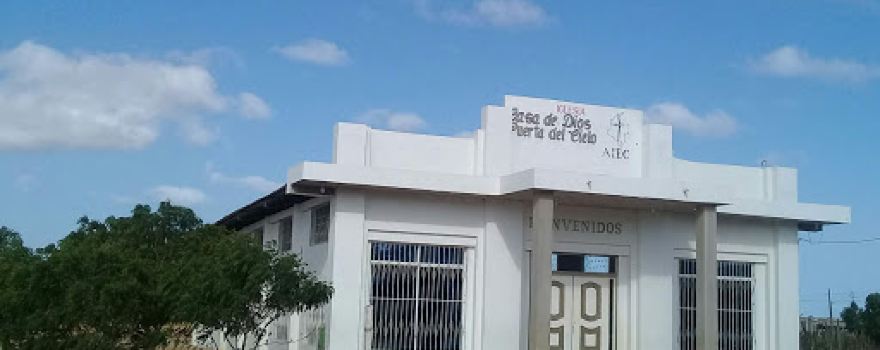 IGLESIA
Casa de Dios
Puerta del Cielo
AIEC
BIENVENIDOS